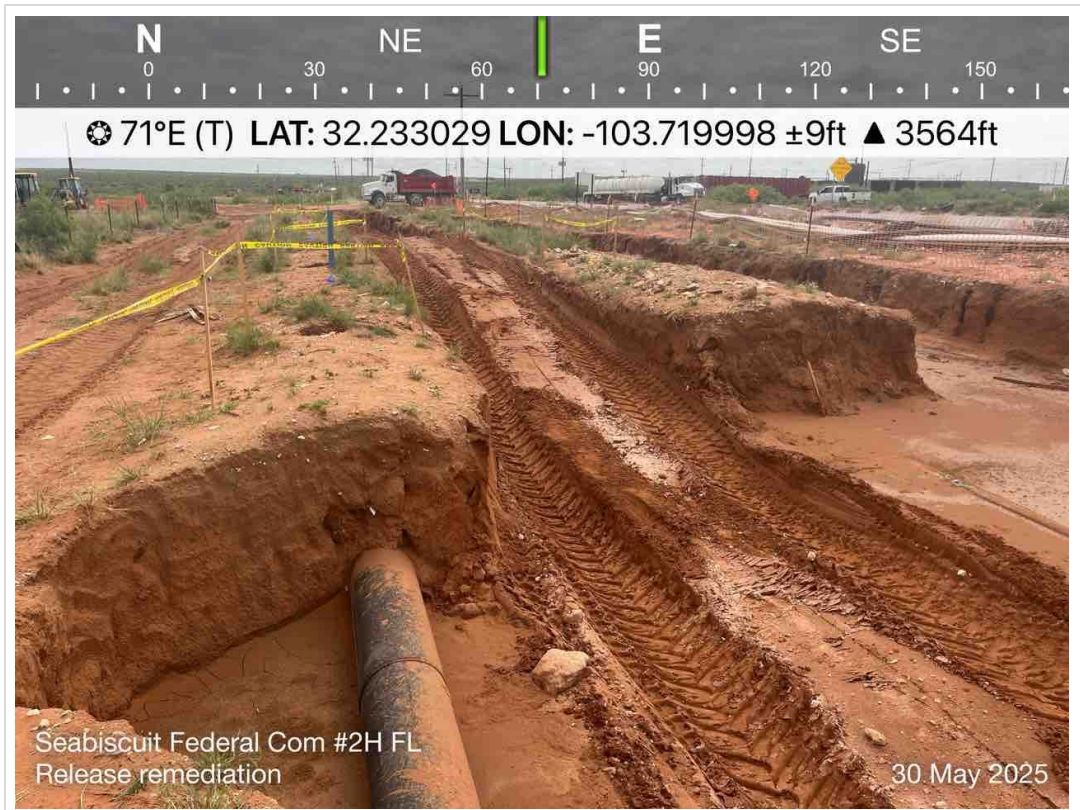 N NE E SE
0 30 60 90 120 150
71°E (T) LAT: 32.233029 LON: -103.719998 ±9ft ▲ 3564ft
Seabiscuit Federal Com #2H FL
Release remediation
30 May 2025